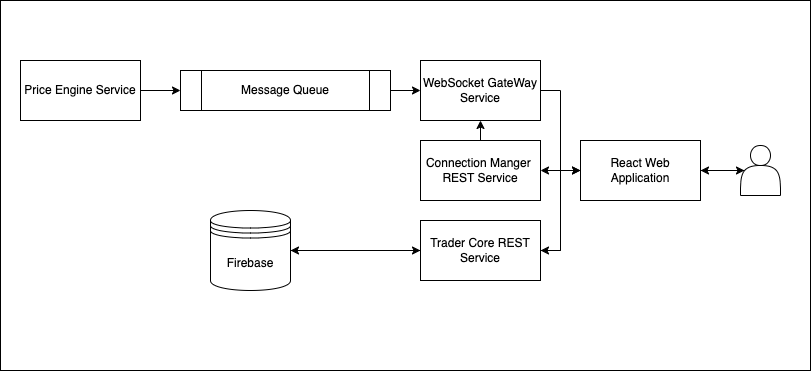 Price Engine Service
Message Queue
WebSocket GateWay
Service
Connection Manger
REST Service
React Web
Application
Firebase
Trader Core REST
Service